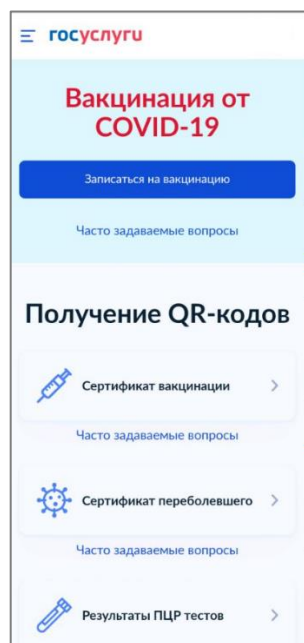 госуслуги
Вакцинация от
COVID-19
Записаться на вакцинацию
Часто задаваемые вопросы
Получение QR-кодов
Сертификат вакцинации
Часто задаваемые вопросы
Сертификат переболевшего
Часто задаваемые вопросы
Результаты ПЦР тестов